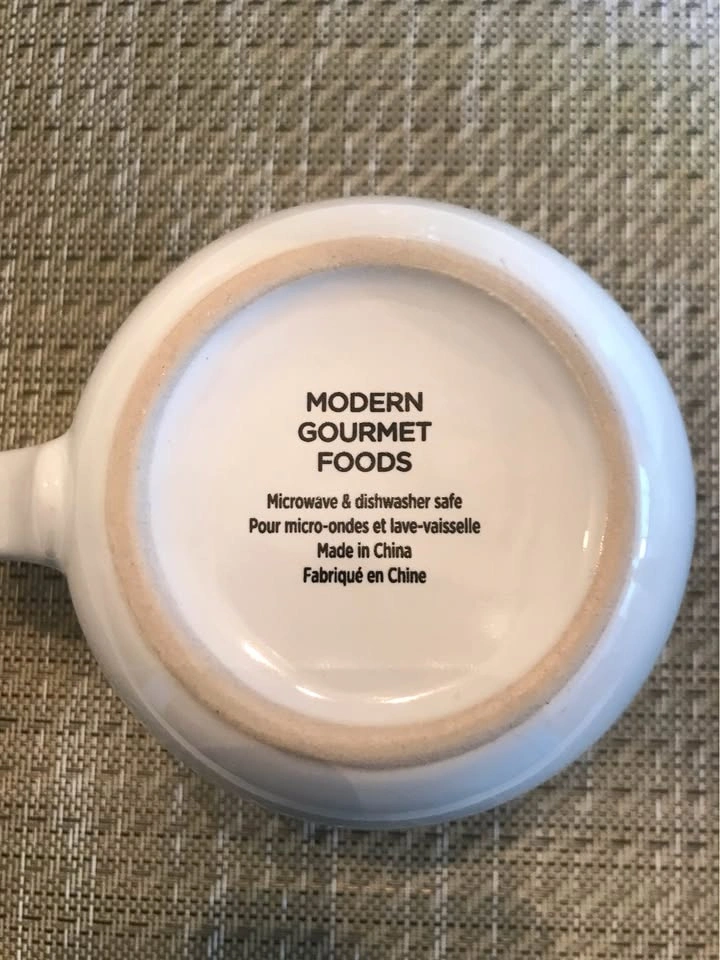 MODERN
GOURMET
FOODS
Microwave & dishwasher safe
Pour micro-ondes et lave-vaisselle
Made in China
Fabriqué en Chine